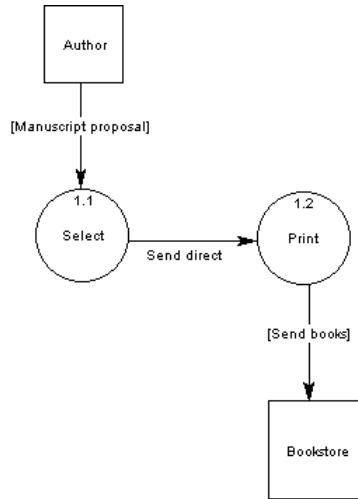 Author
[Manuscript proposal]
1.1
Select
Send direct
1.2
Print
[Send books]
Bookstore